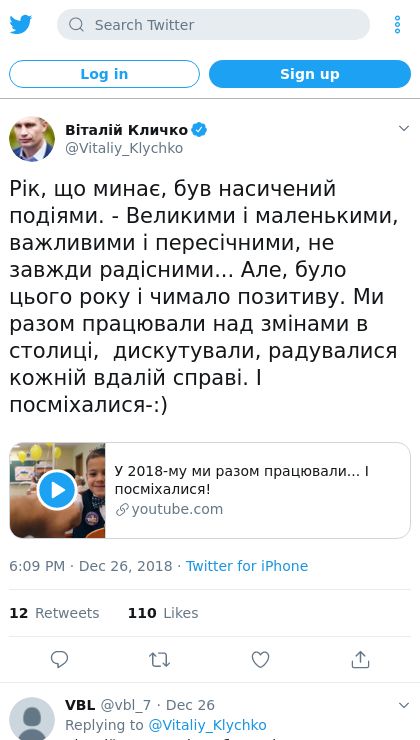 Search Twitter
Log in
Sign up
Віталій Кличко
@Vitaliy_Klychko
Рік, що минає, був насичений
подіями. - Великими і маленькими,
важливими і пересічними, не
завжди радісними... Але, було
цього року і чимало позитиву. Ми
разом працювали над змінами в
столиці,  дискутували, радувалися
кожній вдалій справі. І
посміхалися-:)
У 2018-му ми разом працювали... І
посміхалися!
youtube.com
6:09 PM · Dec 26, 2018 · Twitter for iPhone
12 Retweets 110 Likes
VBL @vbl_7 · Dec 26
Replying to @Vitaliy_Klychko